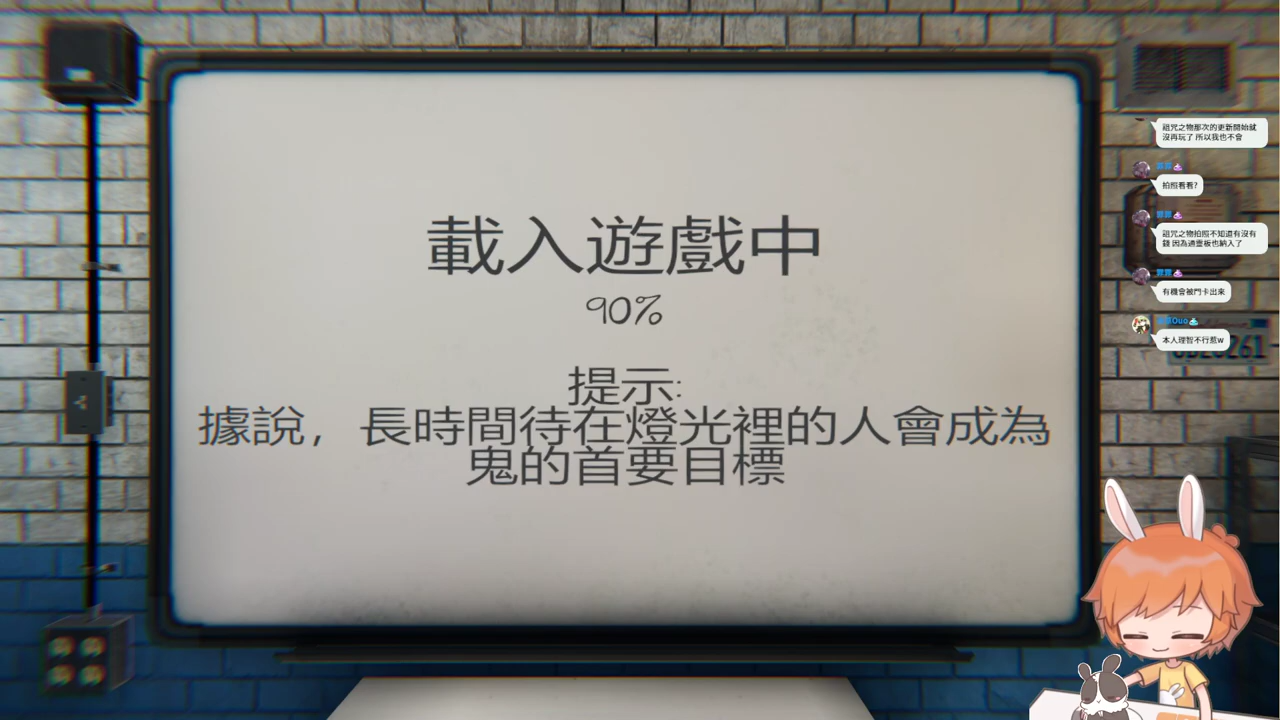 載入遊戲中
90%
提示:
據說，長時間待在燈光裡的人會成為
鬼的首要目標
詛咒之物那次的更新開始就
沒再玩了 所以我也不會
拍照看看?
詛咒之物拍照不知道有沒有
錢 因為通靈板也納入了
有機會被門卡出來
本人理智不行惹w